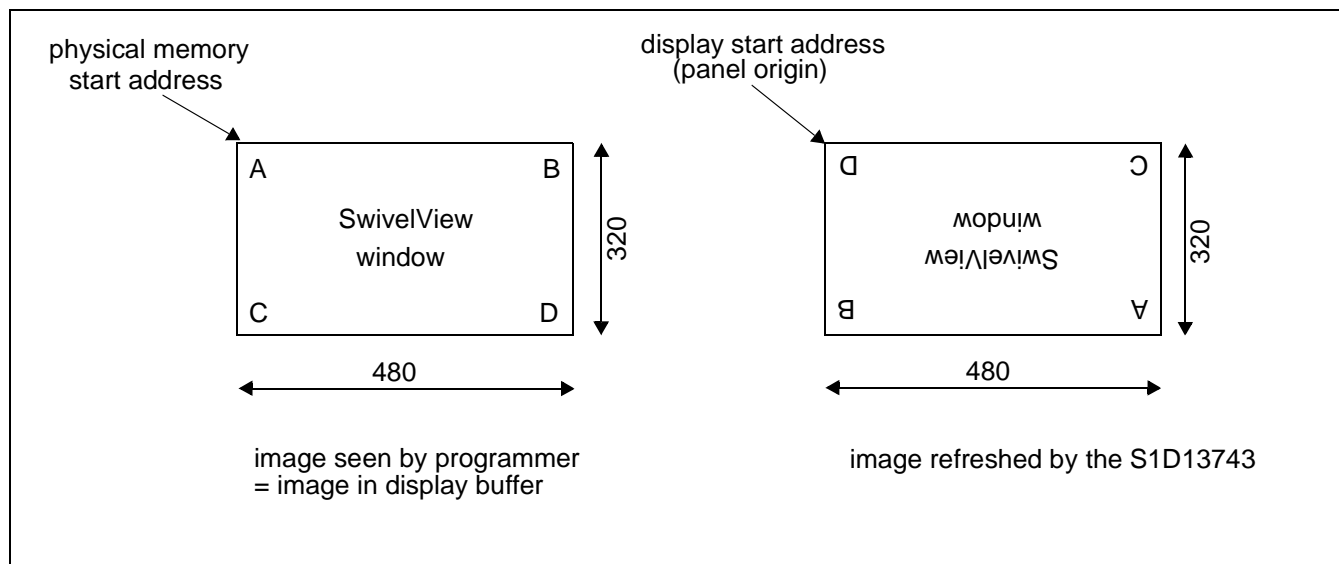 physical memory
start address
A
B
SwivelView
window
C
D
320
480
image seen by programmer
= image in display buffer
display start address
(panel origin)
D
C
window
SwivelView
B
A
320
480
image refreshed by the S1D13743